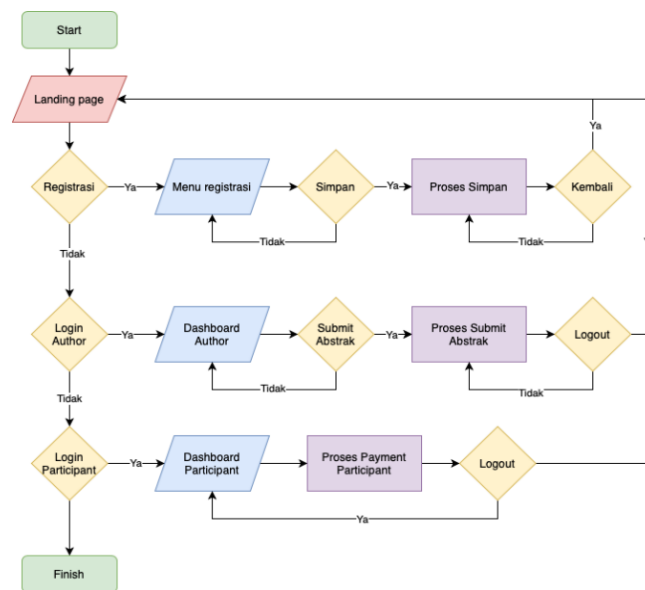 Start
Landing page
Ya
Registrasi
Ya
Menu registrasi
Simpan
Ya
Proses Simpan
Kembali
Tidak
Tidak
Tidak
Login
Author
Ya
Dashboard
Author
Submit
Abstrak
Ya
Proses Submit
Abstrak
Logout
Tidak
Tidak
Tidak
Login
Participant
Ya
Dashboard
Participant
Proses Payment
Participant
Logout
Ya
Finish